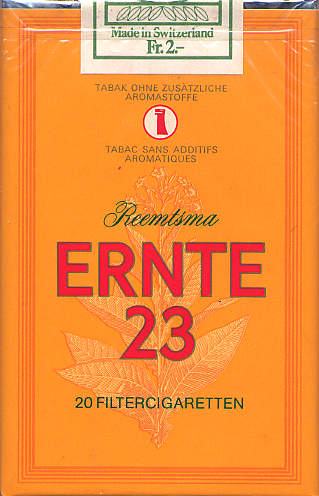 Made in Switzerland
Fr. 2.-
TABAK OHNE ZUSÄTZLICHE
AROMASTOFFE
TABAC SANS ADDITIFS
AROMATIQUES
Reemtsma
ERNTE
23
20 FILTERCIGARETTEN